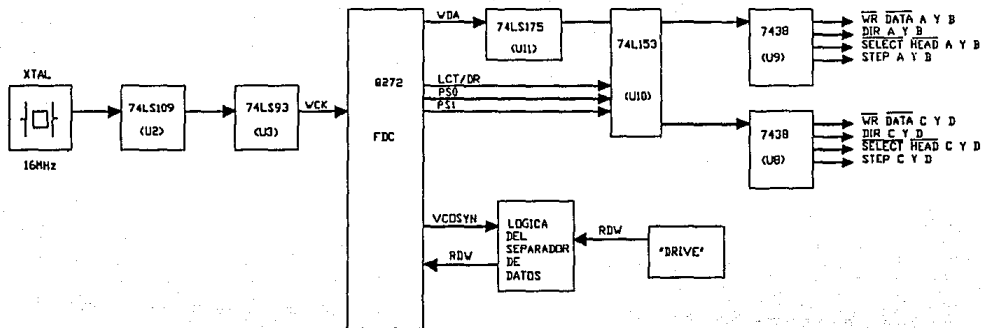 XTAL
16MHz
74LS109
(U2)
74LS93
(U3)
WCK
8272
FDC
WDA
74LS175
(U11)
LCT/DR
PS0
PS1
74L153
(U10)
7438
(U9)
WR DATA A Y B
DIR A Y B
SELECT HEAD A Y B
STEP A Y B
7438
(U8)
WR DATA C Y D
DIR C Y D
SELECT HEAD C Y D
STEP C Y D
VCOSYN
RDW
LOGICA
DEL
SEPARADOR
DE
DATOS
RDW
"DRIVE"